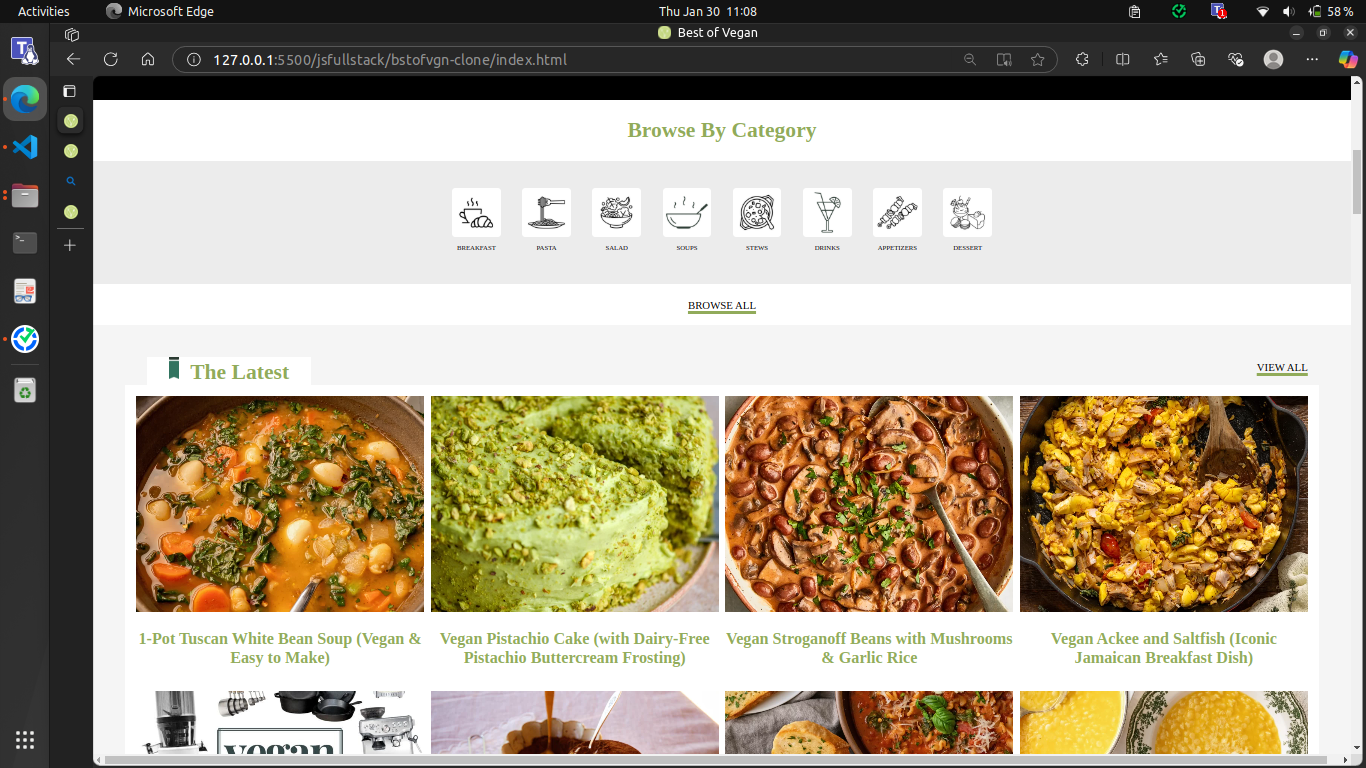 Activities
Microsoft Edge
Thu Jan 30 11:08
1
58 %
Best of Vegan
127.0.0.1:5500/jsfullstack/bstofvgn-clone/index.html
Browse By Category
BREAKFAST
PASTA
SALAD
SOUPS
STEWS
DRINKS
APPETIZERS
DESSERT
BROWSE ALL
The Latest
VIEW ALL
1-Pot Tuscan White Bean Soup (Vegan &
Easy to Make)
Vegan Pistachio Cake (with Dairy-Free
Pistachio Buttercream Frosting)
Vegan Stroganoff Beans with Mushrooms
& Garlic Rice
Vegan Ackee and Saltfish (Iconic
Jamaican Breakfast Dish)
vegan